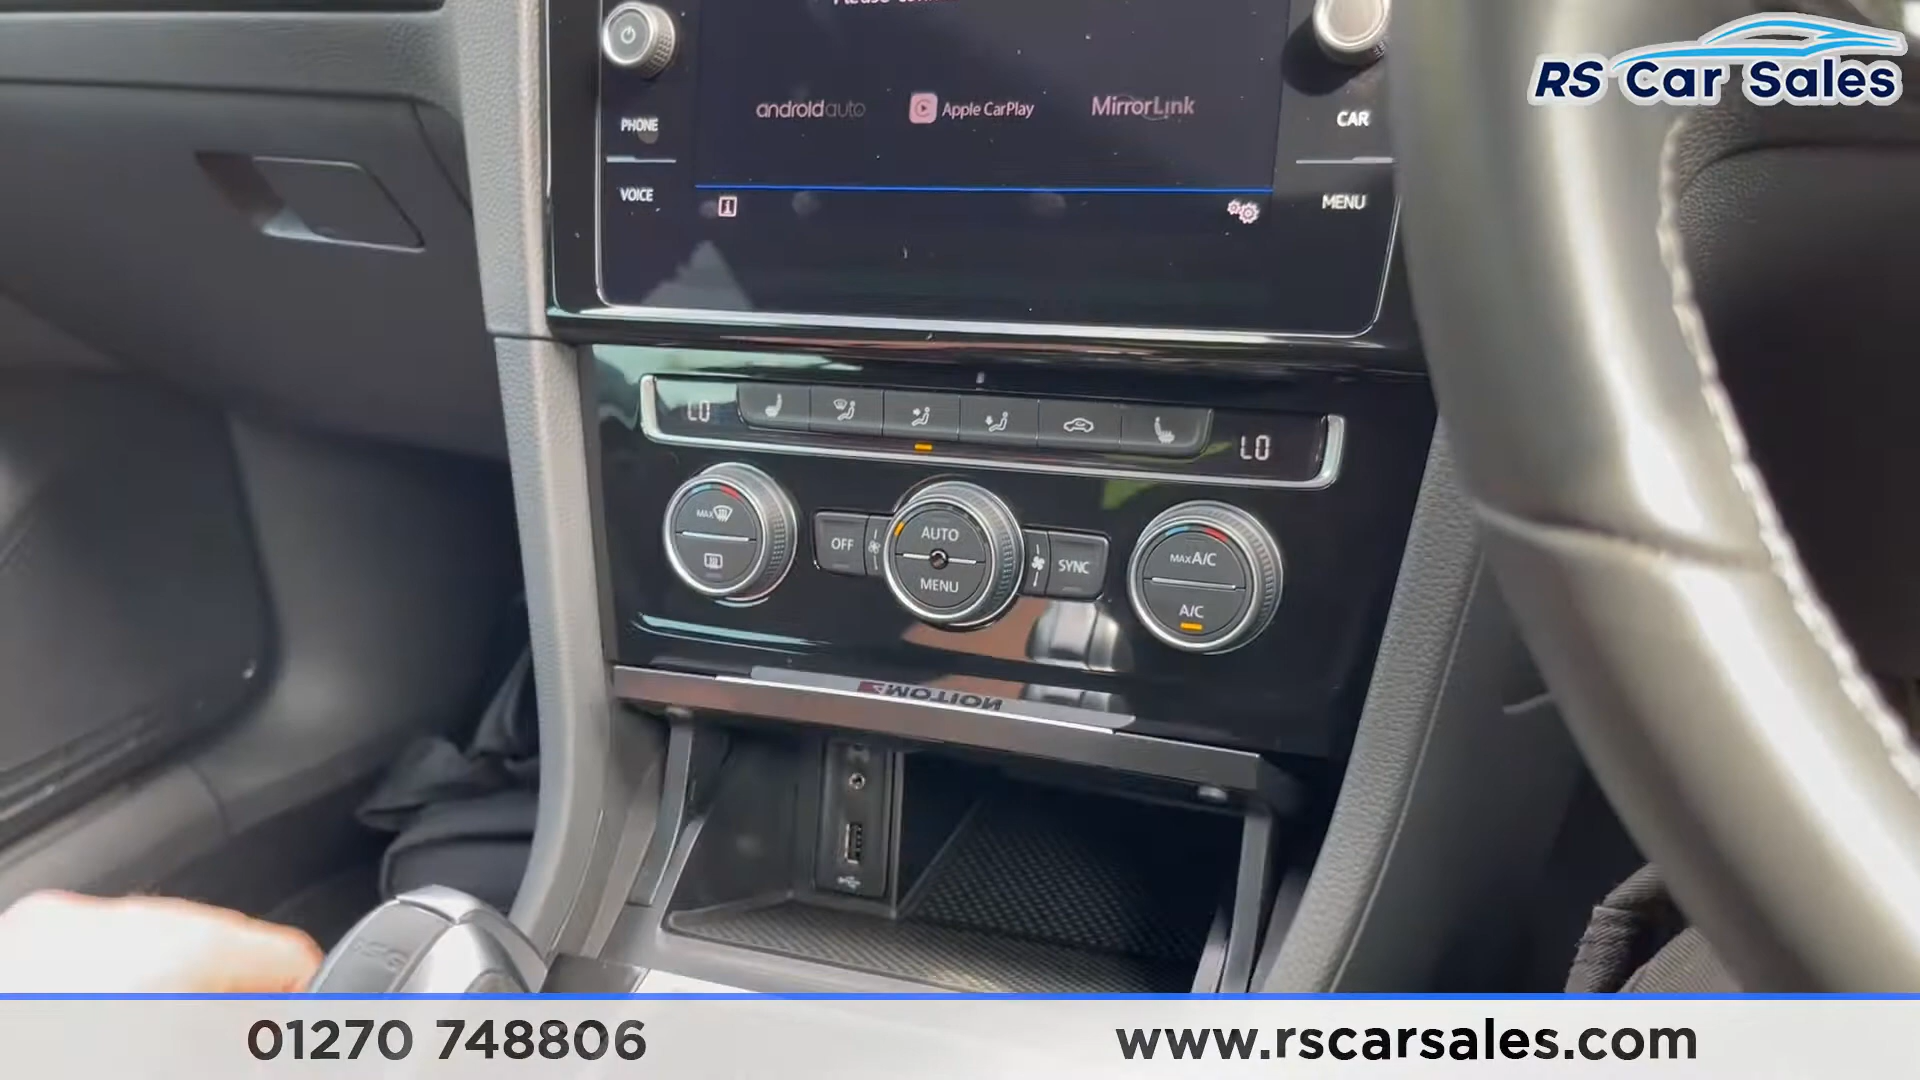 RS Car Sales
PHONE
VOICE
androidauto
Apple CarPlay
MirrorLink
CAR
MENU
LO
LO
MAX
OFF
AUTO
MENU
SYNC
MAX A/C
A/C
4MOTION
DSG
01270 748806
www.rscarsales.com